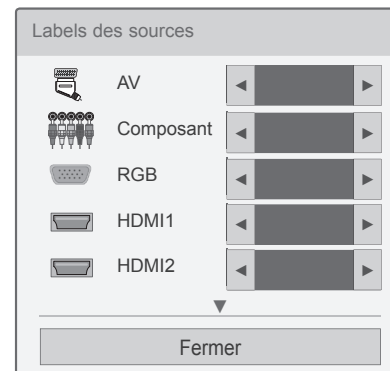 Labels des sources
AV
Composant
RGB
HDMI1
HDMI2
Fermer